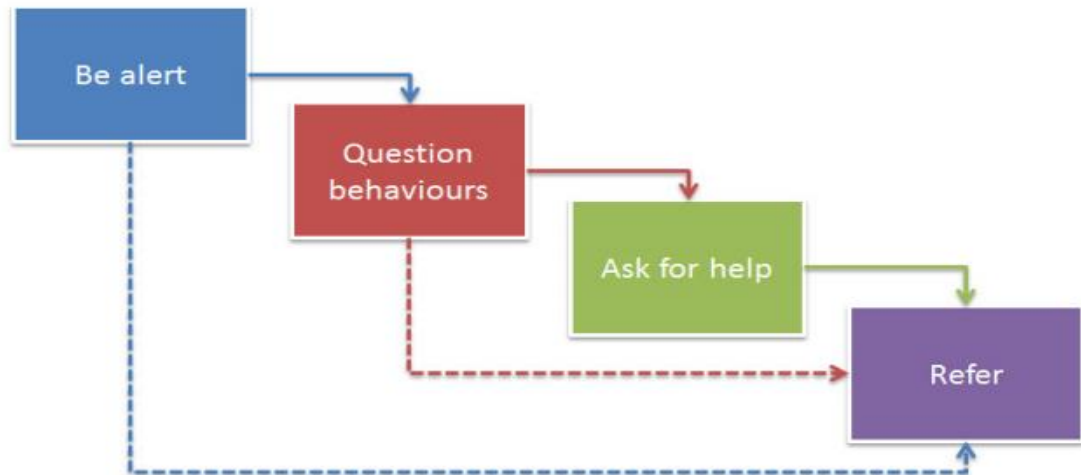 Be alert
Question
behaviours
Ask for help
Refer